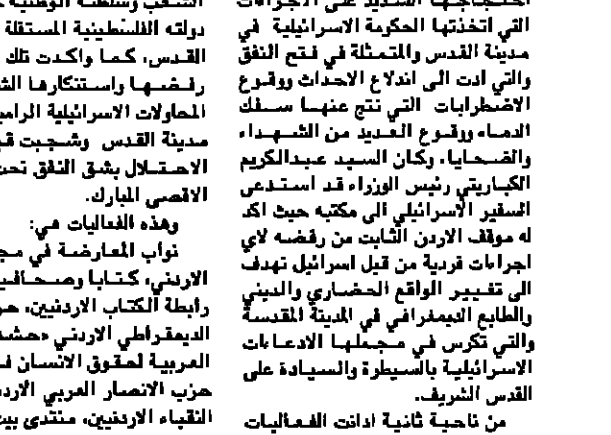 احتجاجها الشديد على الاجراءات
التي اتخذتها الحكومة الاسرائيلية في
مدينة القدس والمتمثلة في فتح النفق
والتي ادت الى اندلاع الاحداث ووقوع
الاضطرابات التي نتج عنها سفك
الدماء ووقوع العديد من الشهداء
والضحايا. وكان السيد عبدالكريم
الكباريتي رئيس الوزراء قد استدعى
السفير الاسرائيلي الى مكتبه حيث اكد
له موقف الاردن الثابت من رفضه لاي
اجراءات فردية من قبل اسرائيل تهدف
الى تغيير الواقع الحضاري والديني
والطابع الديمغرافي في المدينة المقدسة
والتي تكرس في مجملها الادعاءات
الاسرائيلية بالسيطرة والسيادة على
القدس الشريف.
من ناحية ثانية ادانت الفعاليات
الشعب وسلطته الوطنية
دولته الفلسطينية المستقلة
القدس، كما واكدت تلك
رفضها واستنكارها
المحاولات الاسرائيلية
مدينة القدس وشجبت
الاحتلال بشق النفق تحت
الاقصى المبارك.
وهذه الفعاليات هي:
نواب المعارضة في
الاردني، كتابا
رابطة الكتاب الاردنيين،
الديمقراطي الاردني «حشد
العربية لحقوق الانسان
حزب الانصار العربي
النقباء الاردنيين، منتدى